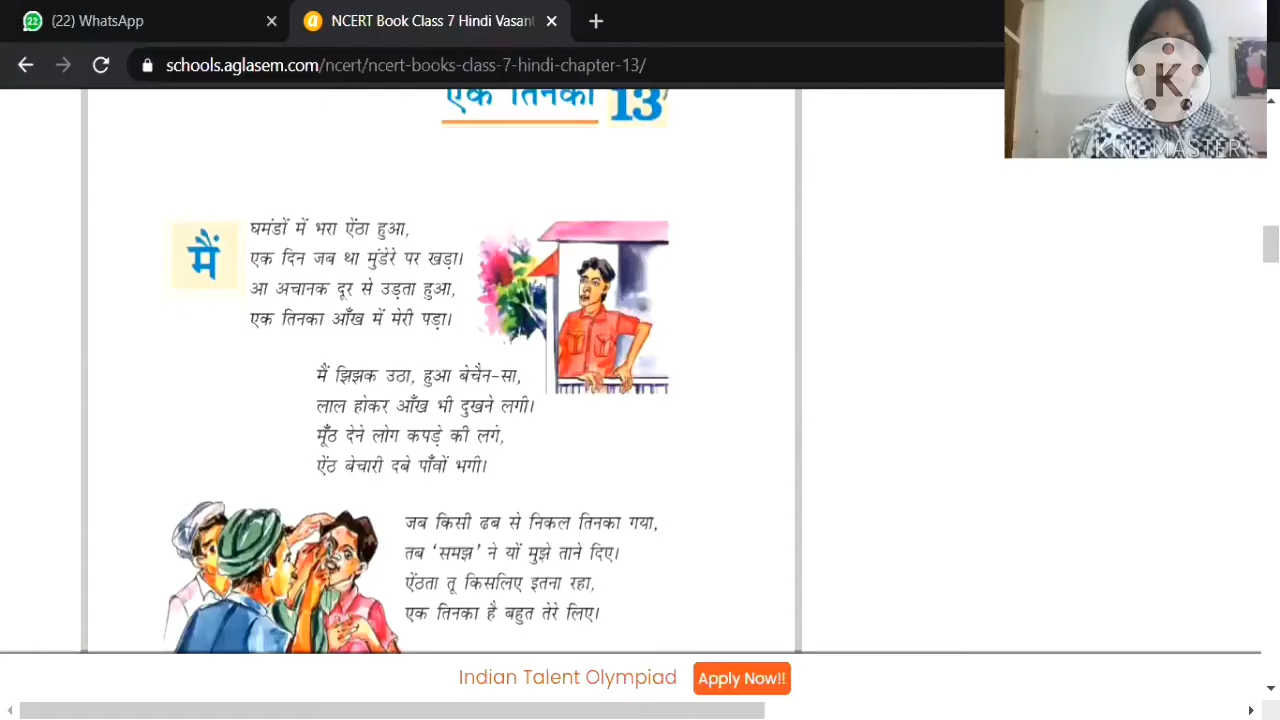 (22) WhatsApp
NCERT Book Class 7 Hindi Vasant
schools.aglasem.com/ncert/ncert-books-class-7-hindi-chapter-13/
एक तिनका 13
मैं
घमंडों में भरा ऐंठा हुआ,
एक दिन जब था मुंडेरे पर खड़ा।
आ अचानक दूर से उड़ता हुआ,
एक तिनका आँख में मेरी पड़ा।
मैं झिझक उठा, हुआ बेचैन-सा,
लाल होकर आँख भी दुखने लगी।
मूँठ देने लोग कपड़े की लगे,
ऐंठ बेचारी दबे पाँवों भगी।
जब किसी ढब से निकल तिनका गया,
तब ‘समझ’ ने यों मुझे ताने दिए।
ऐंठता तू किसलिए इतना रहा,
एक तिनका है बहुत तेरे लिए।
Indian Talent Olympiad
Apply Now!!
K
KINEMASTER